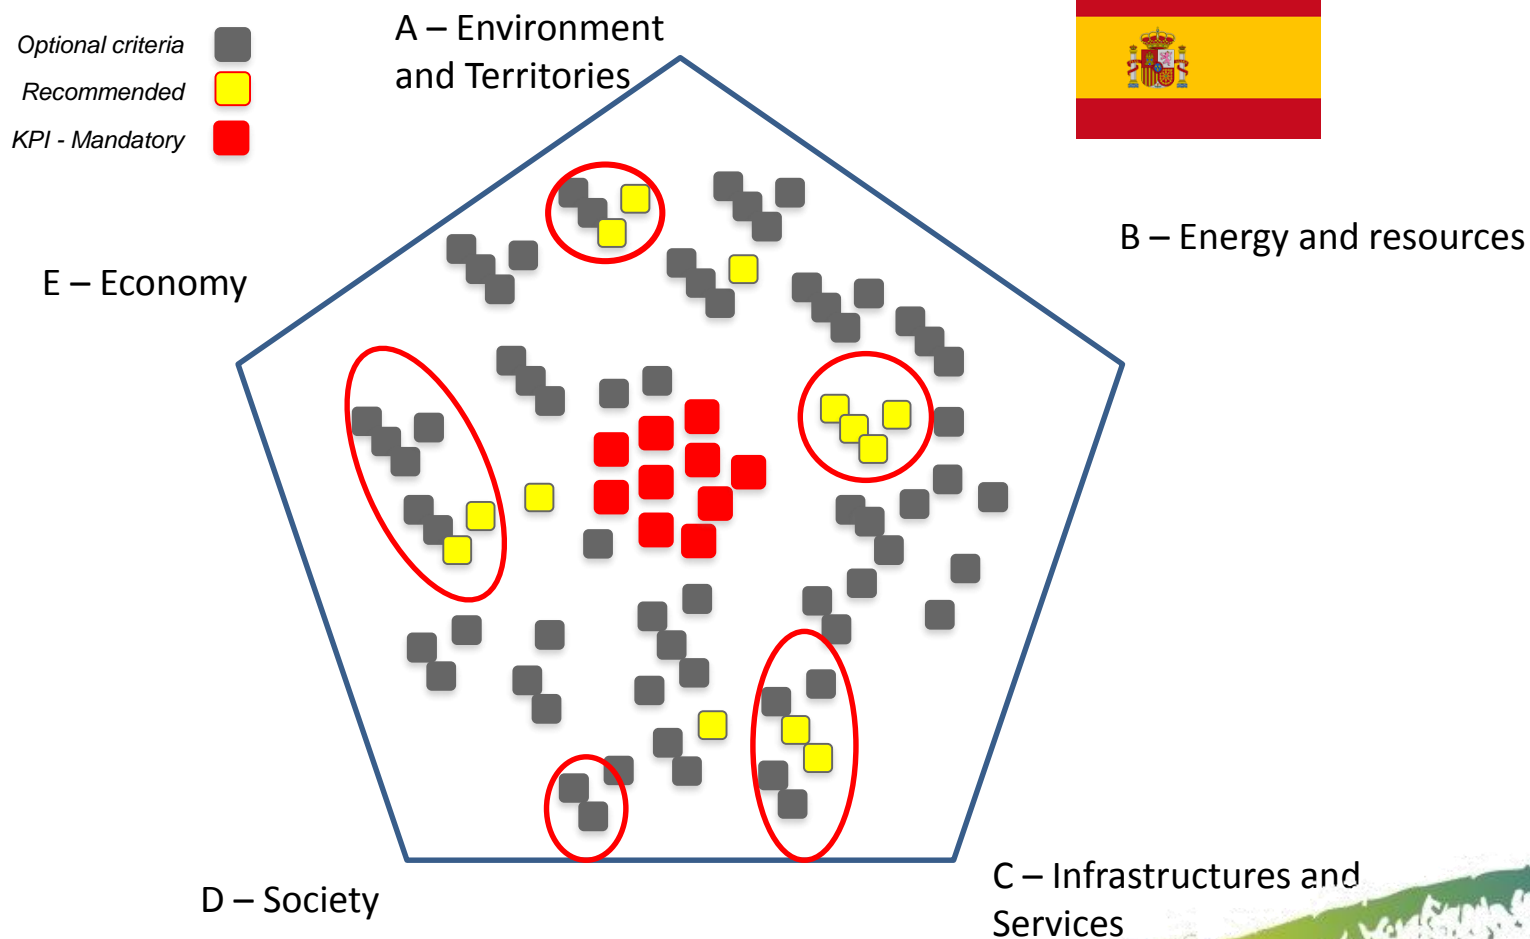 Optional criteria
Recommended
KPI - Mandatory
A – Environment
and Territories
B – Energy and resources
E – Economy
D – Society
C – Infrastructures and
Services